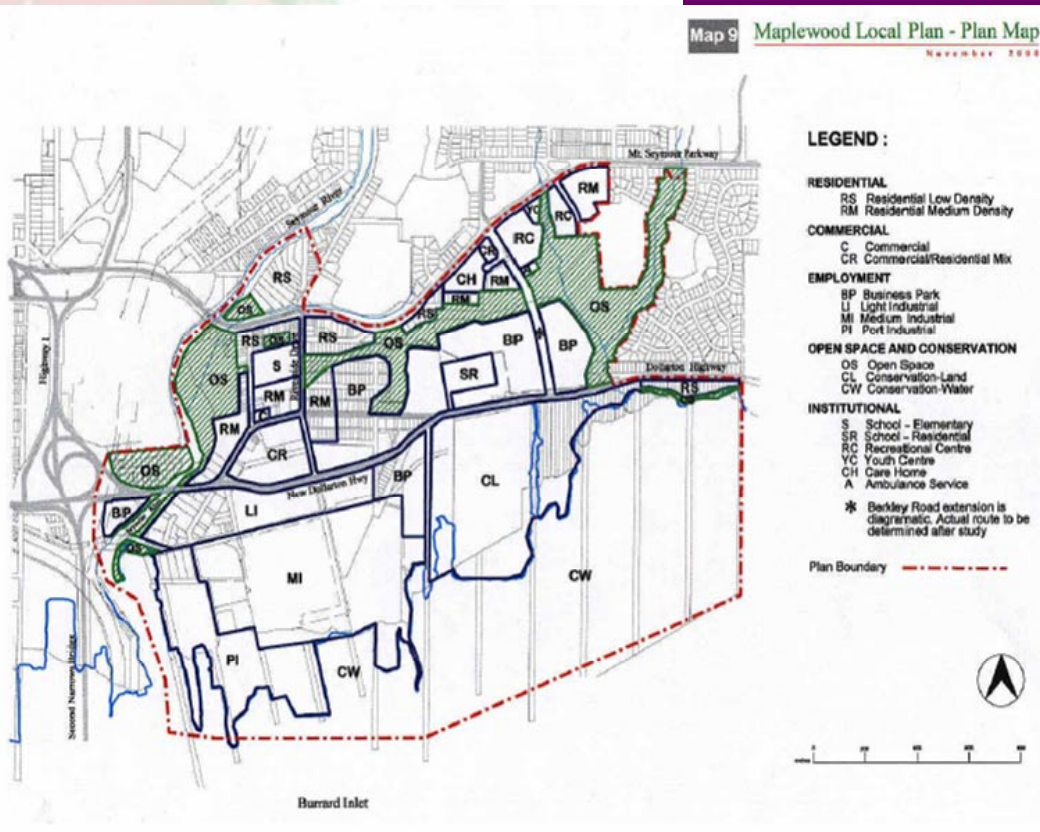 Map 9
Maplewood Local Plan - Plan Map
November
LEGEND :
RESIDENTIAL
RS Residential Low Density
RM Residential Medium Density
COMMERCIAL
C Commercial
CR Commercial/Residential Mix
EMPLOYMENT
BP Business Park
LI Light Industrial
MI Medium Industrial
PI Port Industrial
OPEN SPACE AND CONSERVATION
OS Open Space
CL Conservation-Land
CW Conservation-Water
INSTITUTIONAL
S School - Elementary
SR School - Residential
RC Recreational Centre
YC Youth Centre
CH Care Home
A Ambulance Service
* Berkley Road extension is
diagramatic. Actual route to be
determined after study
Plan Boundary
Mt. Seymour Parkway
RM
Seymour River
RC
RC
CR
RS
CH
RM
RM
OS
RS
OS
RS
OS
RS
OS
BIP
*
BP
Highway 1
OS
S
BP
SR
Dollarton Highway
RS
RM
RM
C
RM
CR
OS
New Dollarton Hwy
BP
CL
BIP
LI
OS
MI
CW
PI
CW
Second Narrows Bridge
Burrard Inlet